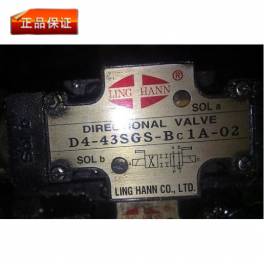 正品保证
LING HANN ®
SOL a
DIRECTIONAL VALVE
D4-43SGS-Bc1A-02
SOL b
LING HANN CO., LTD.